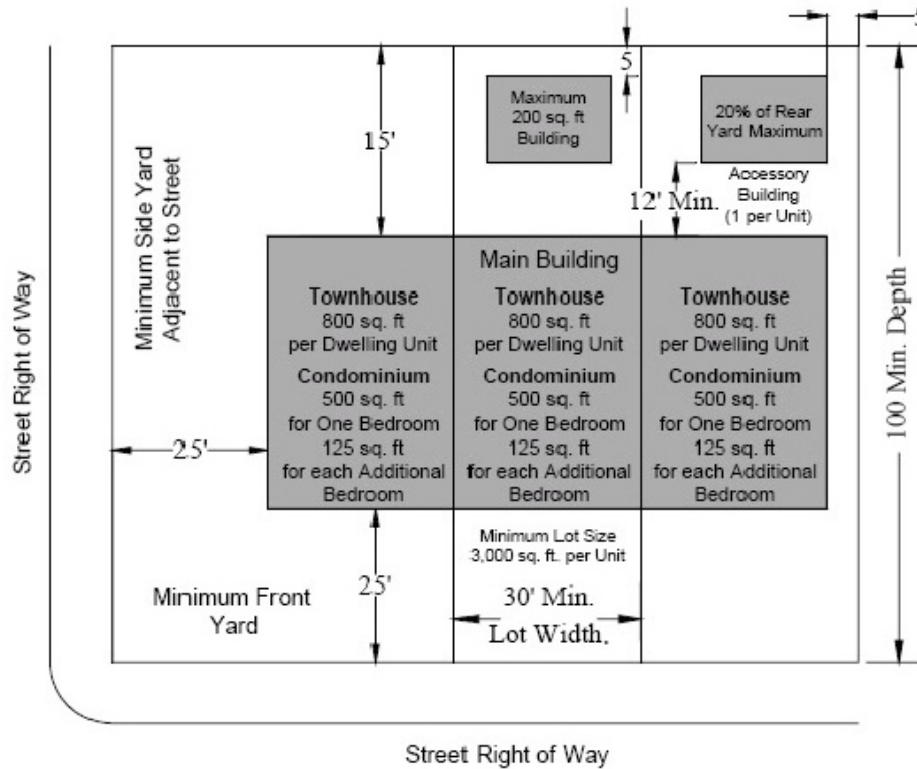 5
5
Maximum
200 sq. ft
Building
20% of Rear
Yard Maximum
15'
Accessory
Building
(1 per Unit)
12' Min.
Minimum Side Yard
Adjacent to Street
Main Building
Townhouse
800 sq. ft
per Dwelling Unit
Condominium
500 sq. ft
for One Bedroom
125 sq. ft
for each Additional
Bedroom
Townhouse
800 sq. ft
per Dwelling Unit
Condominium
500 sq. ft
for One Bedroom
125 sq. ft
for each Additional
Bedroom
Townhouse
800 sq. ft
per Dwelling Unit
Condominium
500 sq. ft
for One Bedroom
125 sq. ft
for each Additional
Bedroom
100 Min. Depth
Street Right of Way
25'
Minimum Lot Size
3,000 sq. ft. per Unit
25'
Minimum Front
Yard
30' Min.
Lot Width.
Street Right of Way